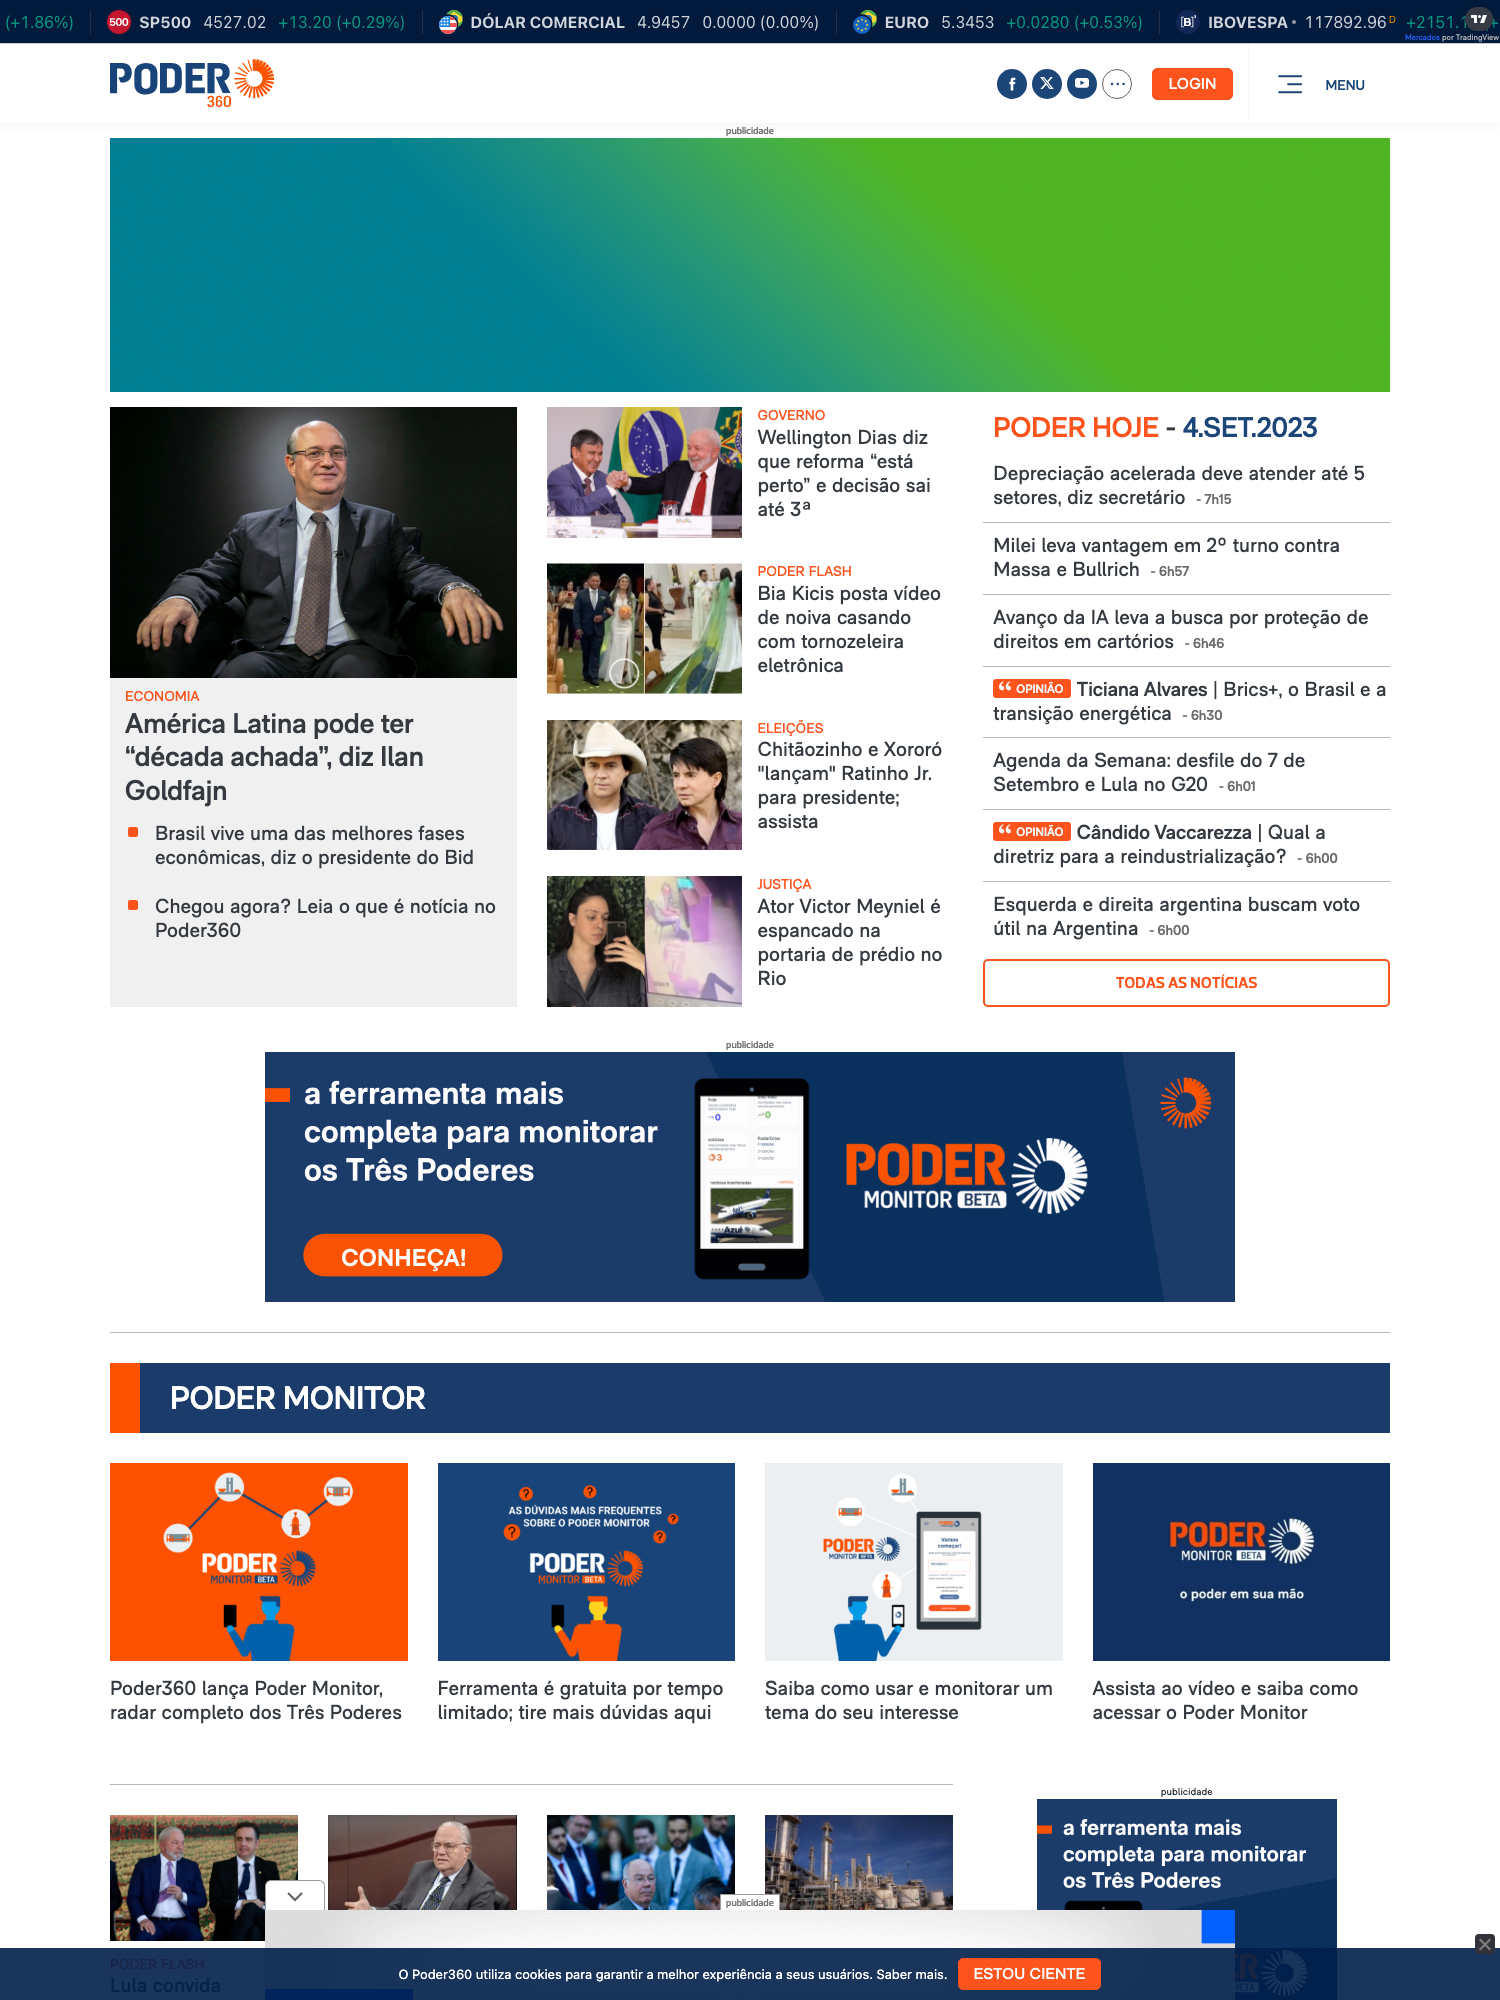 (+1.86%)
SP500 4527.02 +13.20 (+0.29%)
DÓLAR COMERCIAL 4.9457 0.0000 (0.00%)
EURO 5.3453 +0.0280 (+0.53%)
IBOVESPA 117892.96 D
Mercados por TradingView
PODER
360
LOGIN
MENU
publicidade
ECONOMIA
América Latina pode ter
“década achada”, diz Ilan
Goldfajn
Brasil vive uma das melhores fases
econômicas, diz o presidente do Bid
Chegou agora? Leia o que é notícia no
Poder360
GOVERNO
Wellington Dias diz
que reforma “está
perto” e decisão sai
até 3ª
PODER FLASH
Bia Kicis posta vídeo
de noiva casando
com tornozeleira
eletrônica
ELEIÇÕES
Chitãozinho e Xororó
"lançam" Ratinho Jr.
para presidente;
assista
JUSTIÇA
Ator Victor Meyniel é
espancado na
portaria de prédio no
Rio
PODER HOJE - 4.SET.2023
Depreciação acelerada deve atender até 5
setores, diz secretário - 7h15
Milei leva vantagem em 2º turno contra
Massa e Bullrich - 6h57
Avanço da IA leva a busca por proteção de
direitos em cartórios - 6h46
OPINIÃO Ticiana Alvares | Brics+, o Brasil e a
transição energética - 6h30
Agenda da Semana: desfile do 7 de
Setembro e Lula no G20 - 6h01
OPINIÃO Cândido Vaccarezza | Qual a
diretriz para a reindustrialização? - 6h00
Esquerda e direita argentina buscam voto
útil na Argentina - 6h00
TODAS AS NOTÍCIAS
publicidade
a ferramenta mais
completa para monitorar
os Três Poderes
CONHEÇA!
PODER
MONITOR BETA
PODER MONITOR
PODER
MONITOR BETA
AS DÚVIDAS MAIS FREQUENTES
SOBRE O PODER MONITOR
PODER
MONITOR BETA
PODER
MONITOR BETA
Vamos
começar!
PODER
MONITOR BETA
o poder em sua mão
Poder360 lança Poder Monitor,
radar completo dos Três Poderes
Ferramenta é gratuita por tempo
limitado; tire mais dúvidas aqui
Saiba como usar e monitorar um
tema do seu interesse
Assista ao vídeo e saiba como
acessar o Poder Monitor
publicidade
a ferramenta mais
completa para monitorar
os Três Poderes
publicidade
PODER FLASH
Lula convida
O Poder360 utiliza cookies para garantir a melhor experiência a seus usuários. Saber mais.
ESTOU CIENTE